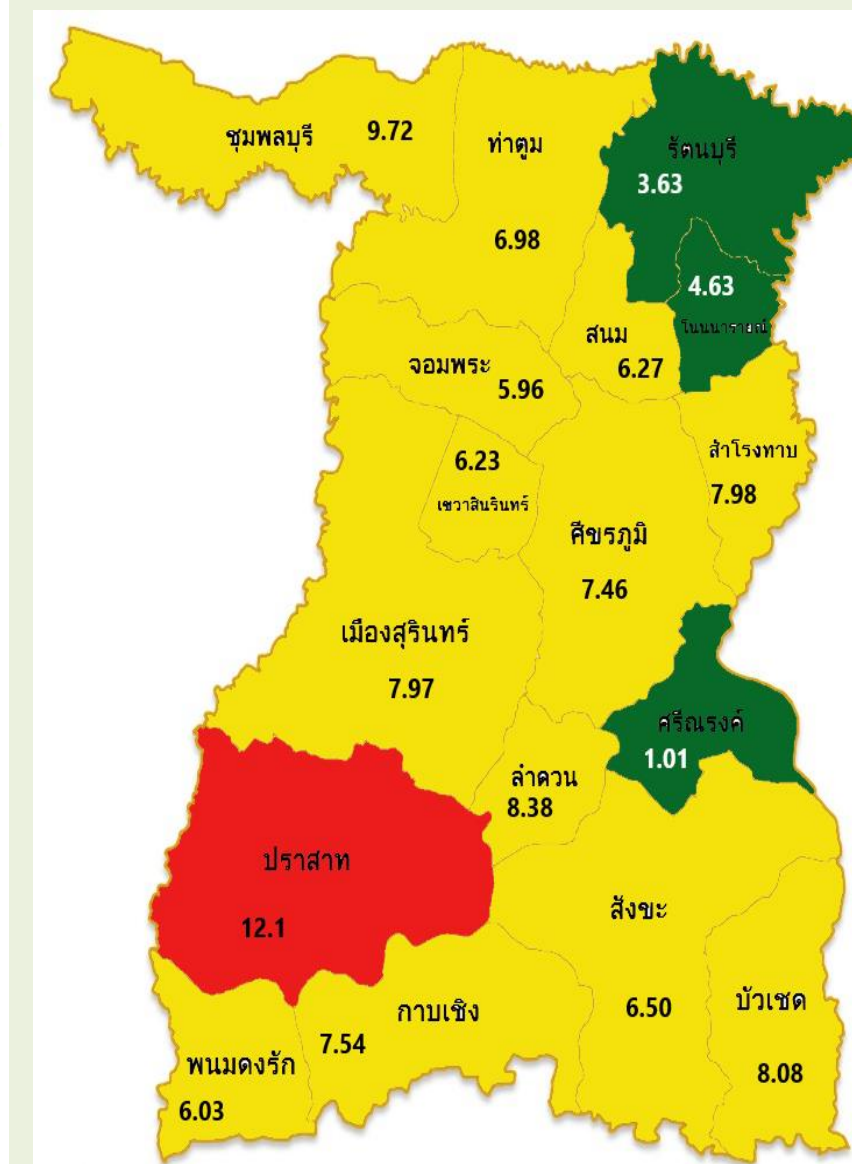 ชุมพลบุรี 9.72
ท่าตูม
6.98
รัตนบุรี
3.63
4.63
โนนนารายณ์
สนม
6.27
จอมพระ
5.96
สำโรงทาบ
7.98
6.23
เขวาสินรินทร์
ศีขรภูมิ
7.46
เมืองสุรินทร์
7.97
ศรีณรงค์
1.01
ลำดวน
8.38
ปราสาท
12.1
สังขะ
6.50
บัวเชด
8.08
กาบเชิง
7.54
พนมดงรัก
6.03